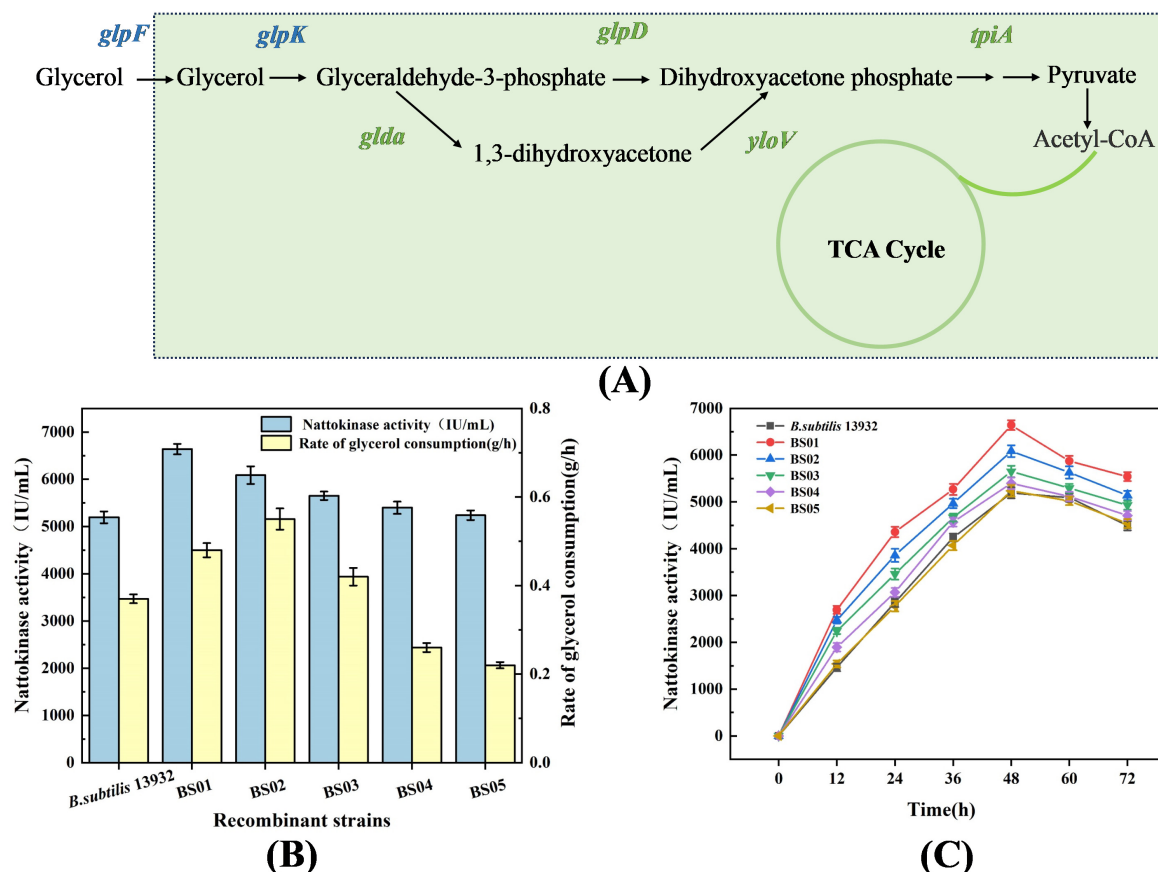 glpF glpK glpD tpiA
Glycerol Glycerol Glyceraldehyde-3-phosphate Dihydroxyacetone phosphate Pyruvate
glda 1,3-dihydroxyacetone yloV Acetyl-CoA
TCA Cycle
(A)
Nattokinase activity（IU/mL）
7000
6000
5000
4000
3000
2000
1000
0
Nattokinase activity（IU/mL）
Rate of glycerol consumption(g/h)
0.8
0.6
0.4
0.2
0.0
Rate of glycerol consumption(g/h)
B.subtilis 13932 BS01 BS02 BS03 BS04 BS05
Recombinant strains
(B)
Nattokinase activity（IU/mL）
7000
6000
5000
4000
3000
2000
1000
0
B.subtilis 13932
BS01
BS02
BS03
BS04
BS05
0 12 24 36 48 60 72
Time(h)
(C)